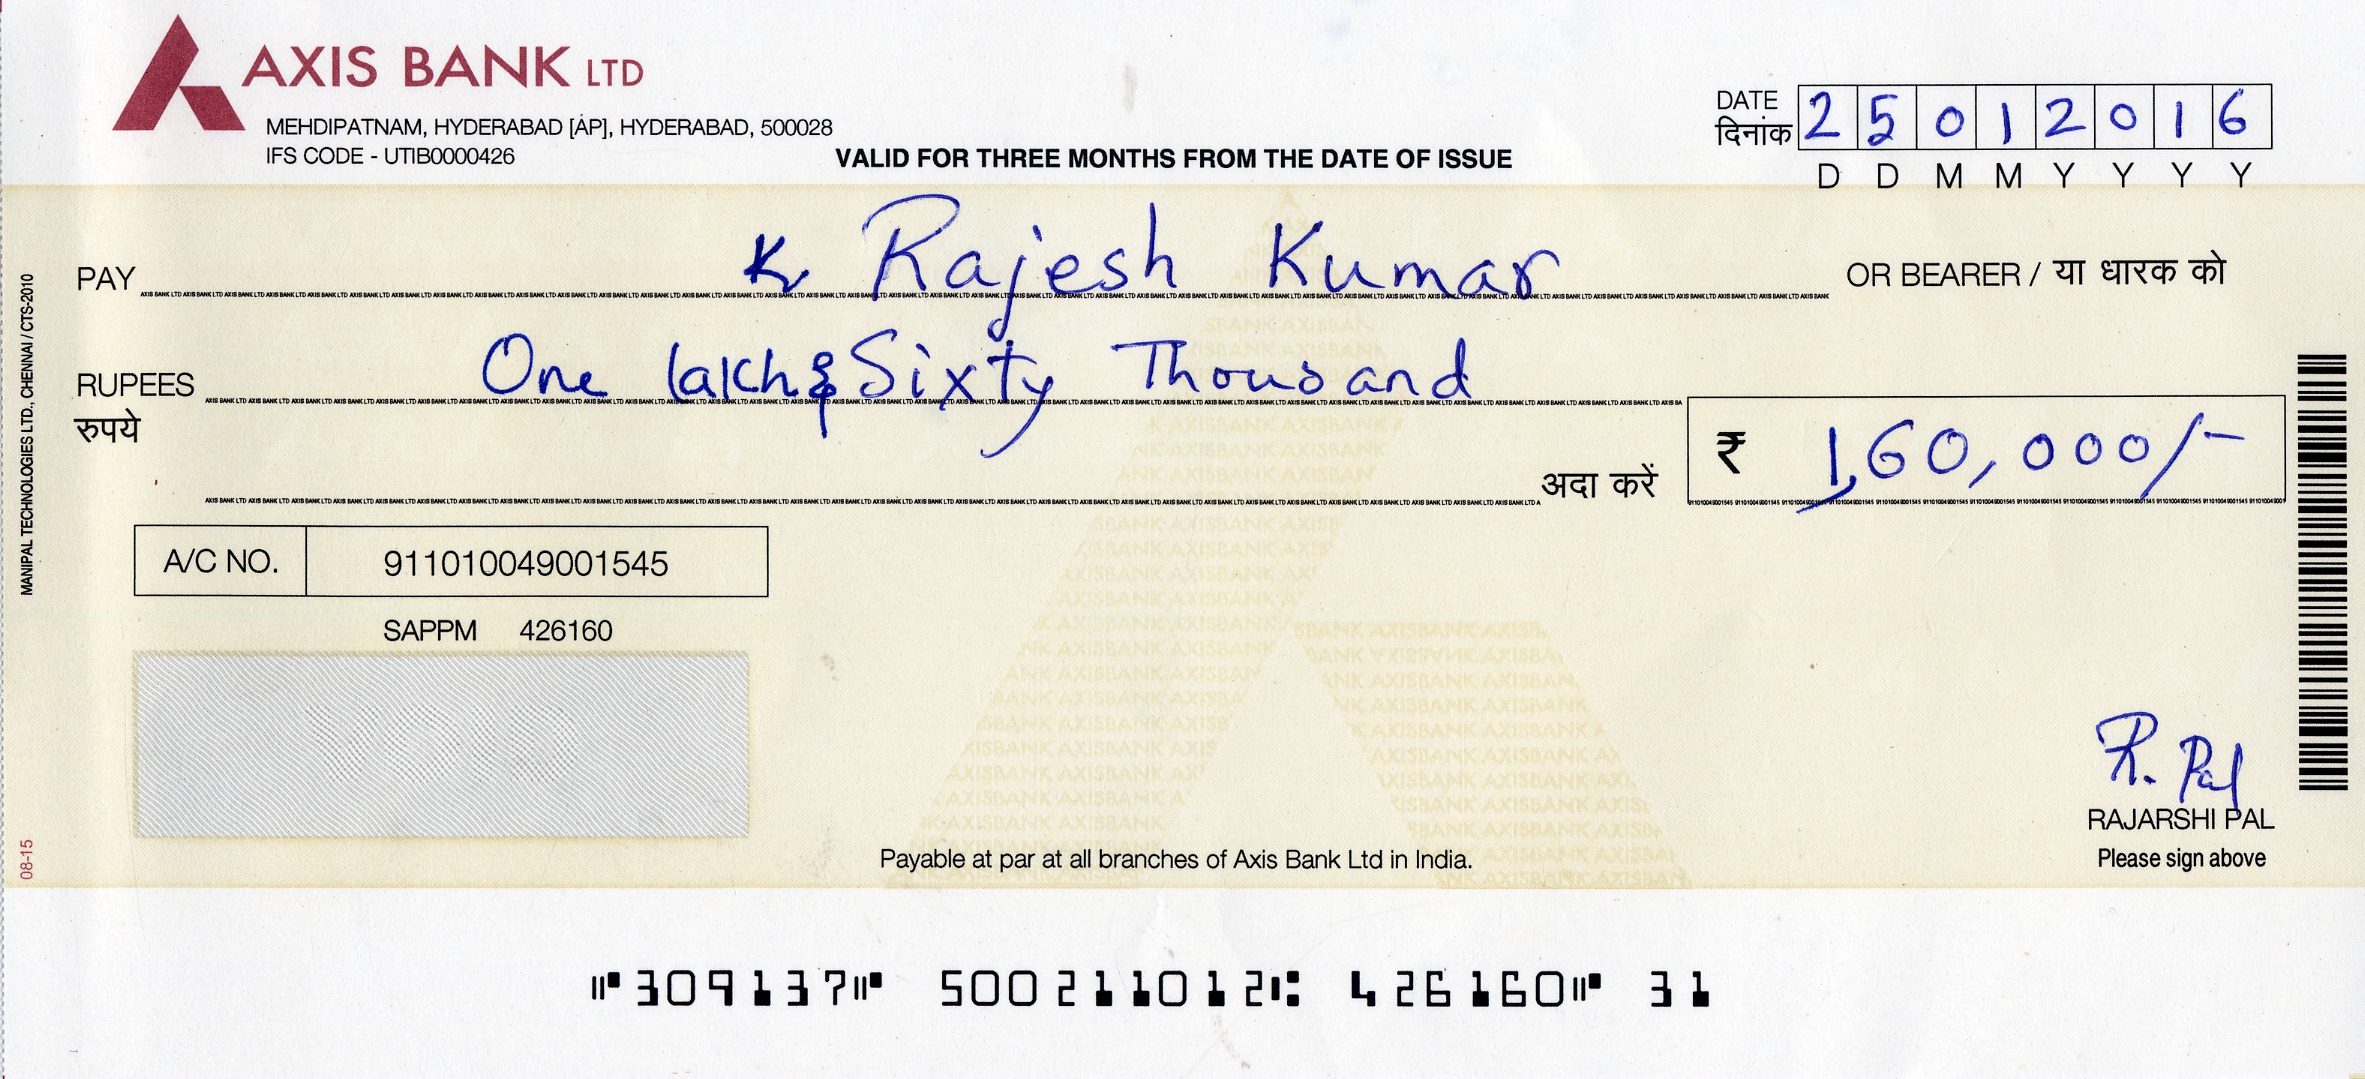 AXIS BANK LTD
MEHDIPATNAM, HYDERABAD [AP], HYDERABAD, 500028
IFS CODE - UTIB0000426
VALID FOR THREE MONTHS FROM THE DATE OF ISSUE
DATE
दिनांक
2 5 0 1 2 0 1 6
D D M M Y Y Y Y
PAY K Rajesh Kumar OR BEARER / या धारक को
RUPEES One lakh & Sixty Thousand
रुपये
अदा करें ₹ 1,60,000/-
A/C NO. 911010049001545
SAPPM 426160
VOID
R. Pal
RAJARSHI PAL
Please sign above
Payable at par at all branches of Axis Bank Ltd in India.
⑈309137⑈ 500211012⑆ 426160⑈ 31
MANIPAL TECHNOLOGIES LTD., CHENNAI / CTS-2010
08-15